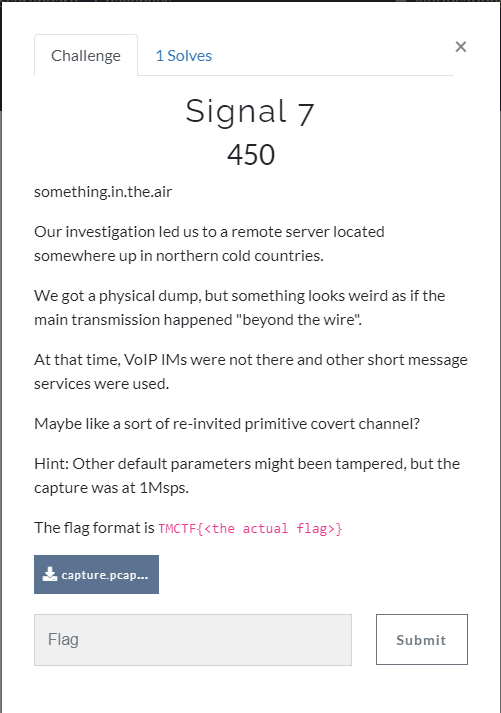 Challenge
1 Solves
×
Signal 7
450
something.in.the.air
Our investigation led us to a remote server located
somewhere up in northern cold countries.
We got a physical dump, but something looks weird as if the
main transmission happened "beyond the wire".
At that time, VoIP IMs were not there and other short message
services were used.
Maybe like a sort of re-invited primitive covert channel?
Hint: Other default parameters might been tampered, but the
capture was at 1Msps.
The flag format is TMCTF{<the actual flag>}
capture.pcap...
Flag
Submit